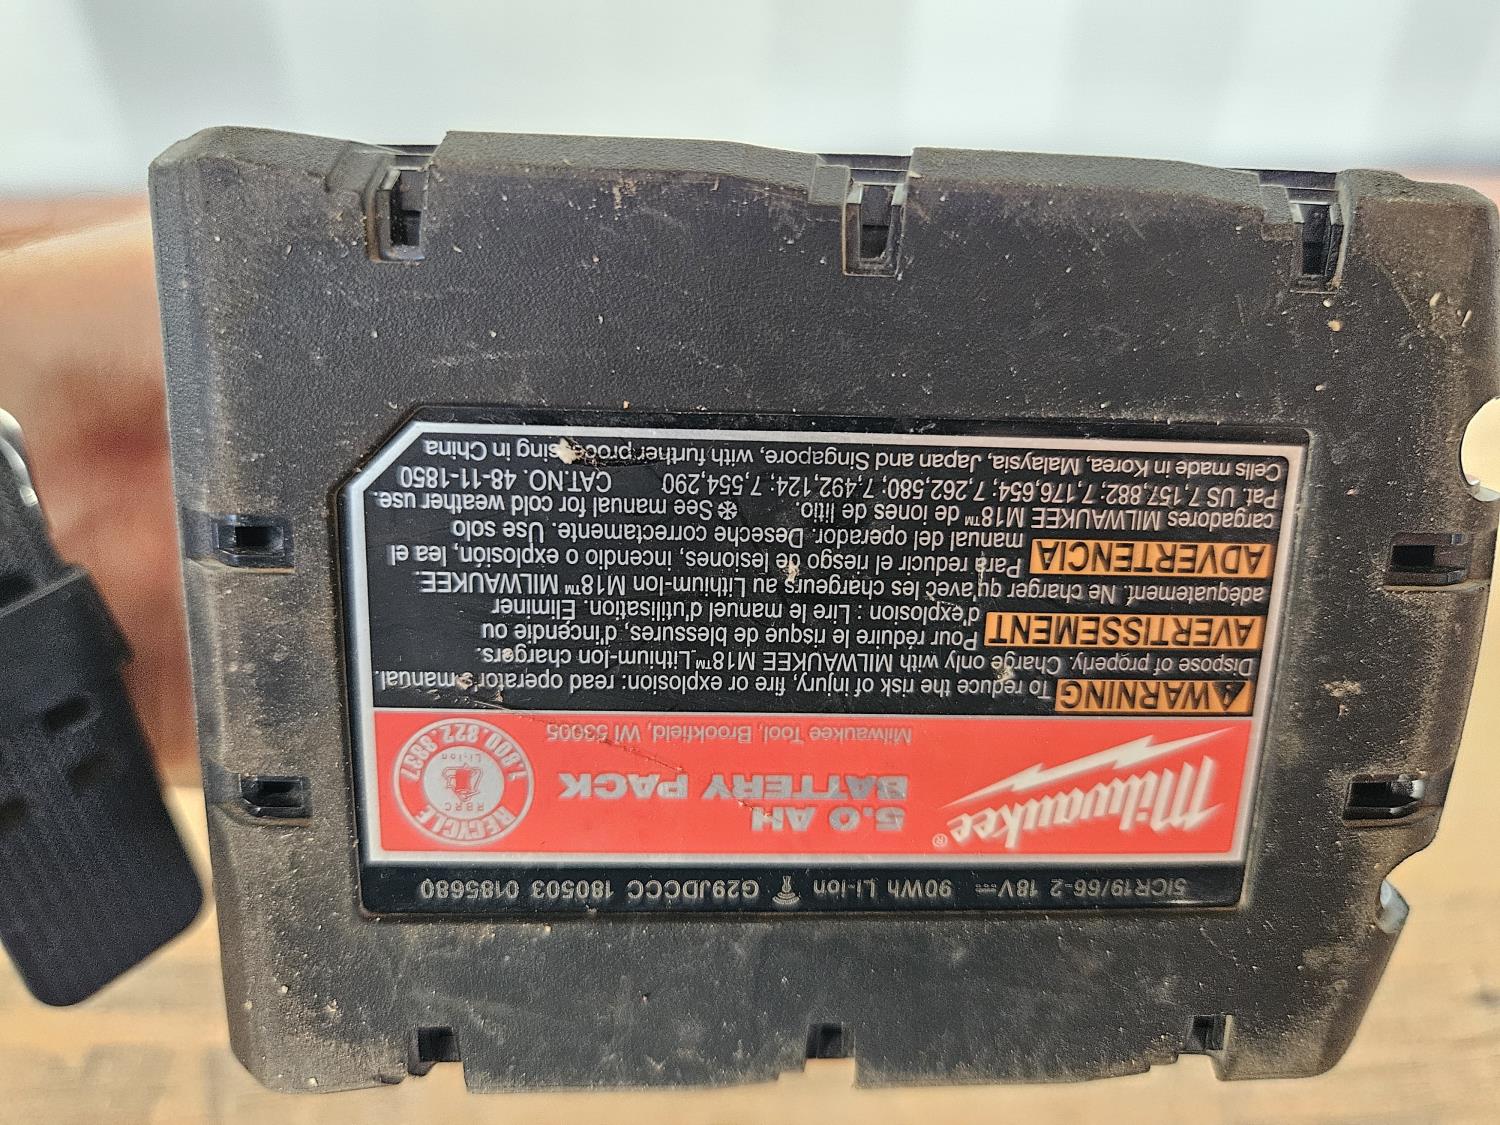 5ICR19/66-2 18V⎓ 90Wh Li-Ion G29JDCCC 180503 0185680
Milwaukee®
5.0 AH
BATTERY PACK
Milwaukee Tool, Brookfield, WI 53005
RECYCLE
RBRC
Li-Ion
1.800.822.8837
WARNING To reduce the risk of injury, fire or explosion: read operator's manual.
Dispose of properly. Charge only with MILWAUKEE M18™ Lithium-Ion chargers.
AVERTISSEMENT Pour réduire le risque de blessures, d'incendie ou
d'explosion : Lire le manuel d'utilisation. Éliminer
adéquatement. Ne charger qu'avec les chargeurs au Lithium-Ion M18™ MILWAUKEE.
ADVERTENCIA Para reducir el riesgo de lesiones, incendio o explosión, lea el
manual del operador. Deseche correctamente. Use solo
cargadores MILWAUKEE M18™ de iones de litio. ❄ See manual for cold weather use.
Pat. US 7,157,882; 7,176,654; 7,262,580; 7,492,124; 7,554,290 CAT.NO. 48-11-1850
Cells made in Korea, Malaysia, Japan and Singapore, with further processing in China